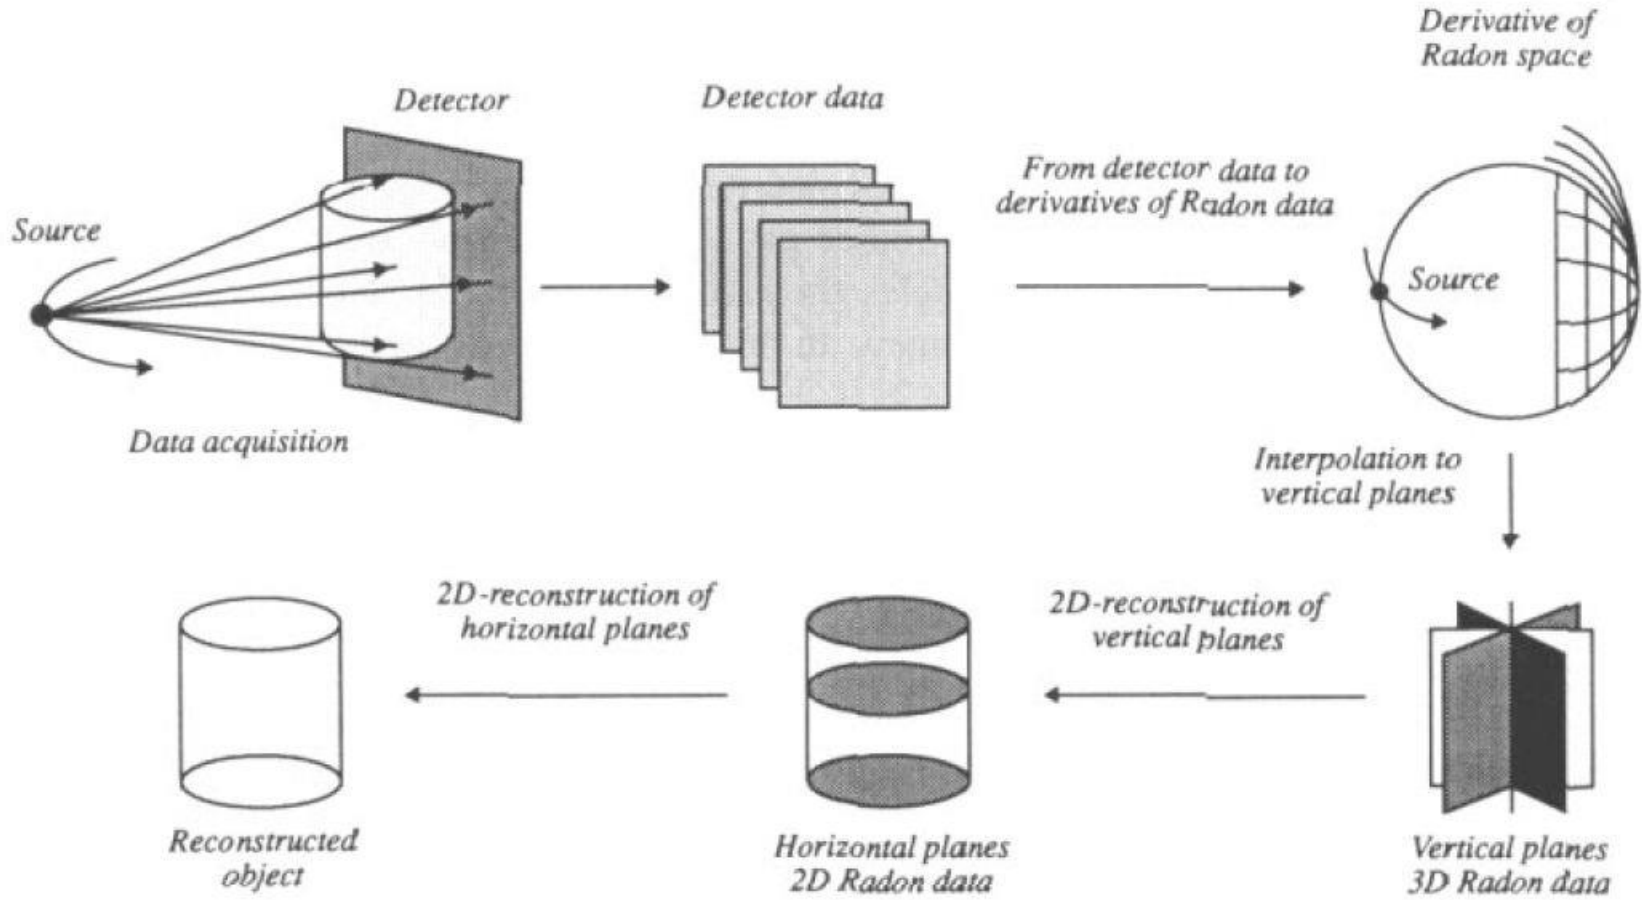 Derivative of
Radon space
Detector
Detector data
From detector data to
derivatives of Radon data
Source
Source
Data acquisition
Interpolation to
vertical planes
2D-reconstruction of
horizontal planes
2D-reconstruction of
vertical planes
Reconstructed
object
Horizontal planes
2D Radon data
Vertical planes
3D Radon data